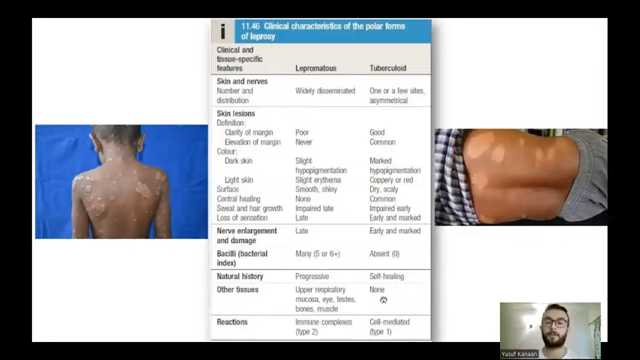 i
11.46 Clinical characteristics of the polar forms
of leprosy
Clinical and
tissue-specific
features Lepromatous Tuberculoid
Skin and nerves
Number and Widely disseminated One or a few sites,
distribution asymmetrical
Skin lesions
Definition:
Clarity of margin Poor Good
Elevation of margin Never Common
Colour:
Dark skin Slight Marked
hypopigmentation hypopigmentation
Light skin Slight erythema Coppery or red
Surface Smooth, shiny Dry, scaly
Central healing None Common
Sweat and hair growth Impaired late Impaired early
Loss of sensation Late Early and marked
Nerve enlargement Late Early and marked
and damage
Bacilli (bacterial Many (5 or 6+) Absent (0)
index)
Natural history Progressive Self-healing
Other tissues Upper respiratory None
mucosa, eye, testes,
bones, muscle
Reactions Immune complexes Cell-mediated
(type 2) (type 1)
Yusuf Kanaan